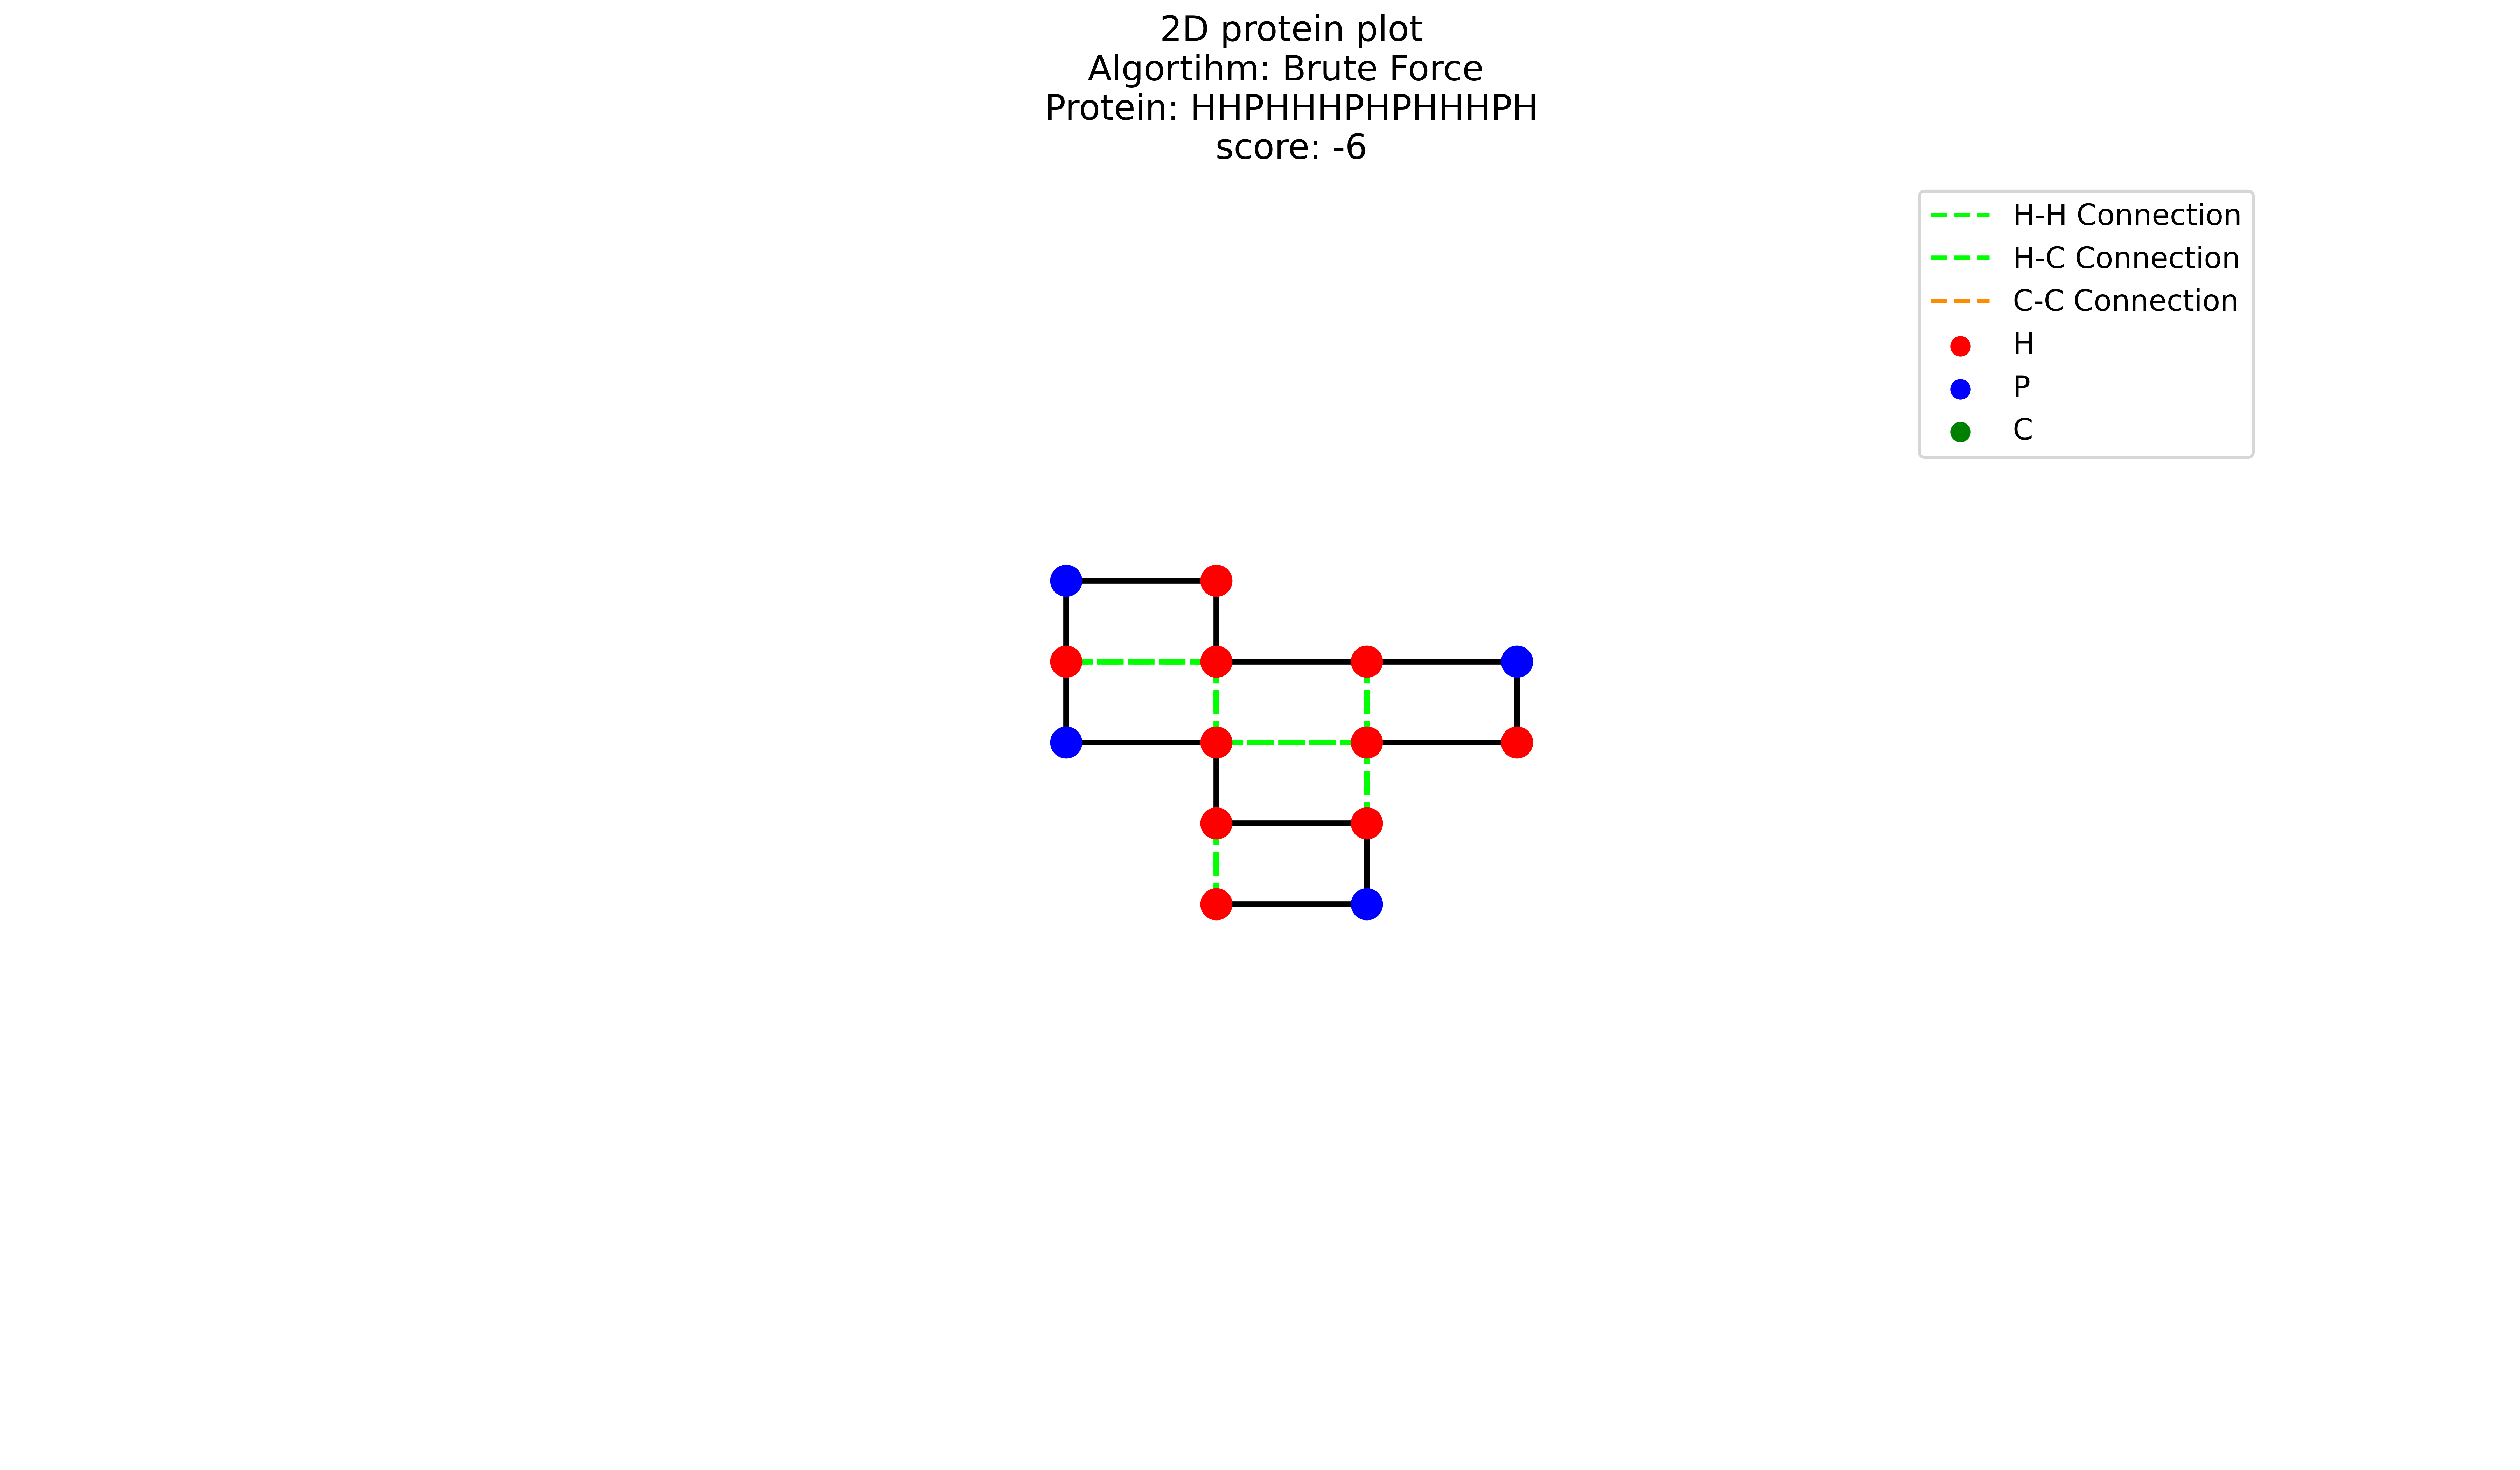 2D protein plot
Algortihm: Brute Force
Protein: HHPHHHPHPHHHPH
score: -6
H-H Connection
H-C Connection
C-C Connection
H
P
C